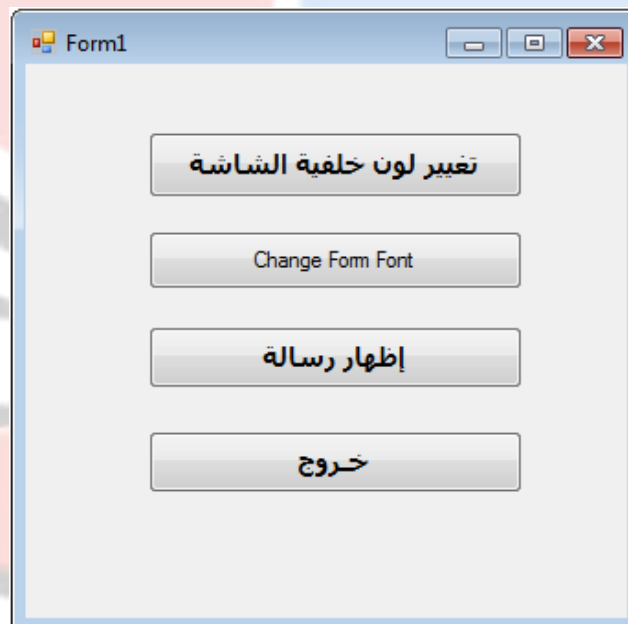 Form1
تغيير لون خلفية الشاشة
Change Form Font
إظهار رسالة
خـروج